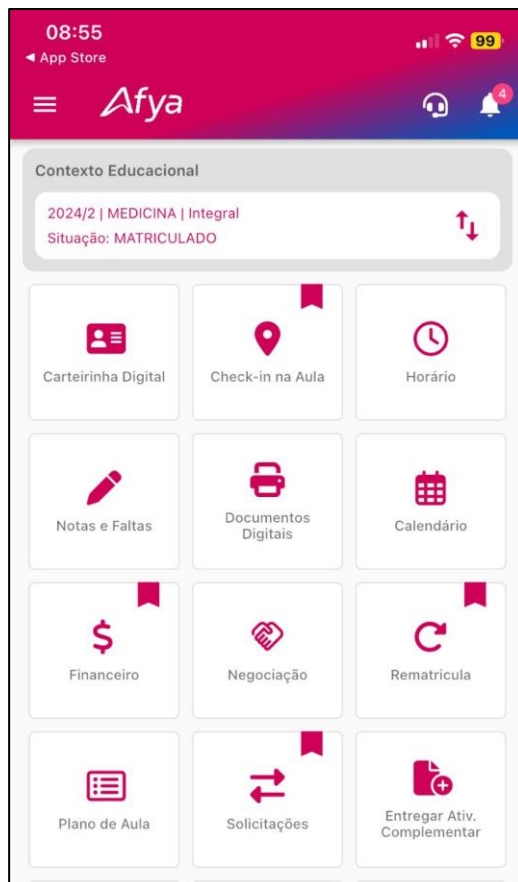 08:55
99
◀ App Store
Afya
4
Contexto Educacional
2024/2 | MEDICINA | Integral
Situação: MATRICULADO
Carteirinha Digital
Check-in na Aula
Horário
Notas e Faltas
Documentos
Digitais
Calendário
Financeiro
Negociação
Rematricula
Plano de Aula
Solicitações
Entregar Ativ.
Complementar